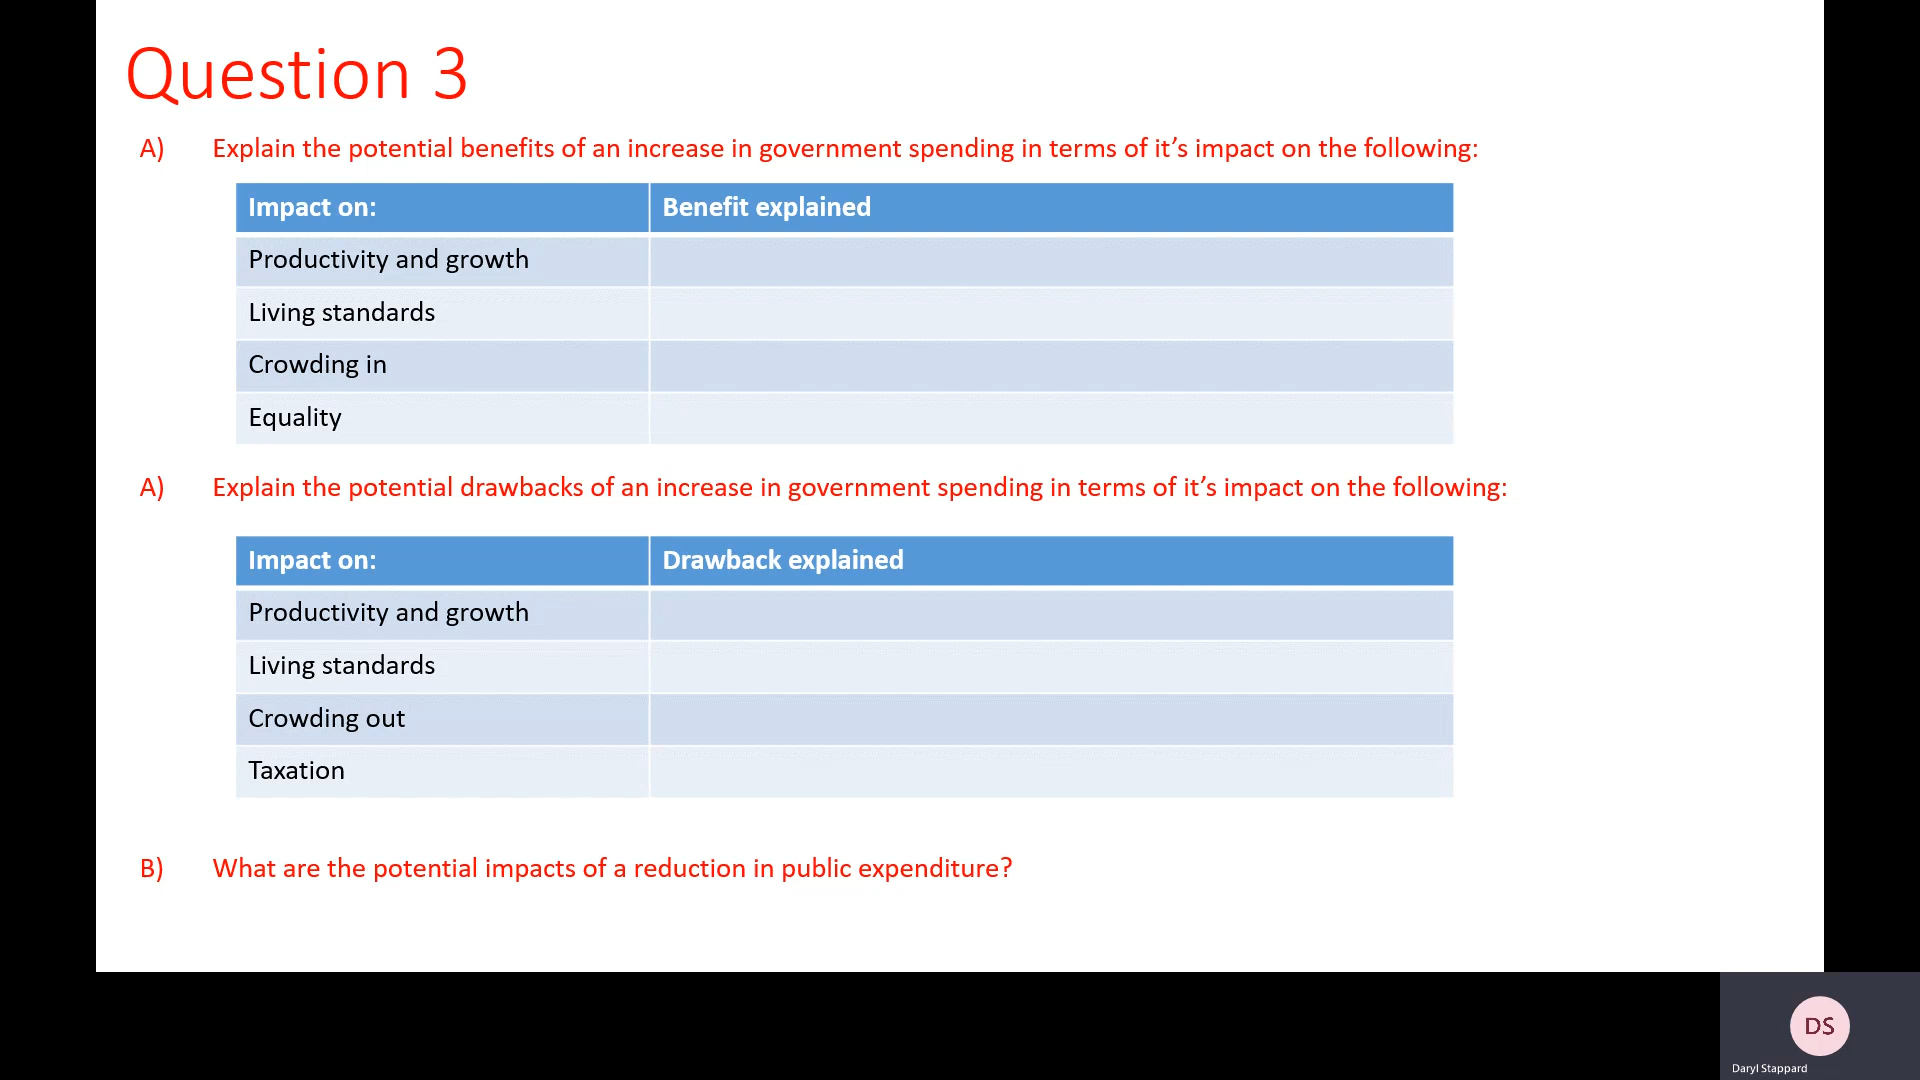 Question 3
A) Explain the potential benefits of an increase in government spending in terms of it’s impact on the following:
Impact on: Benefit explained
Productivity and growth
Living standards
Crowding in
Equality
A) Explain the potential drawbacks of an increase in government spending in terms of it’s impact on the following:
Impact on: Drawback explained
Productivity and growth
Living standards
Crowding out
Taxation
B) What are the potential impacts of a reduction in public expenditure?
DS
Daryl Stappard